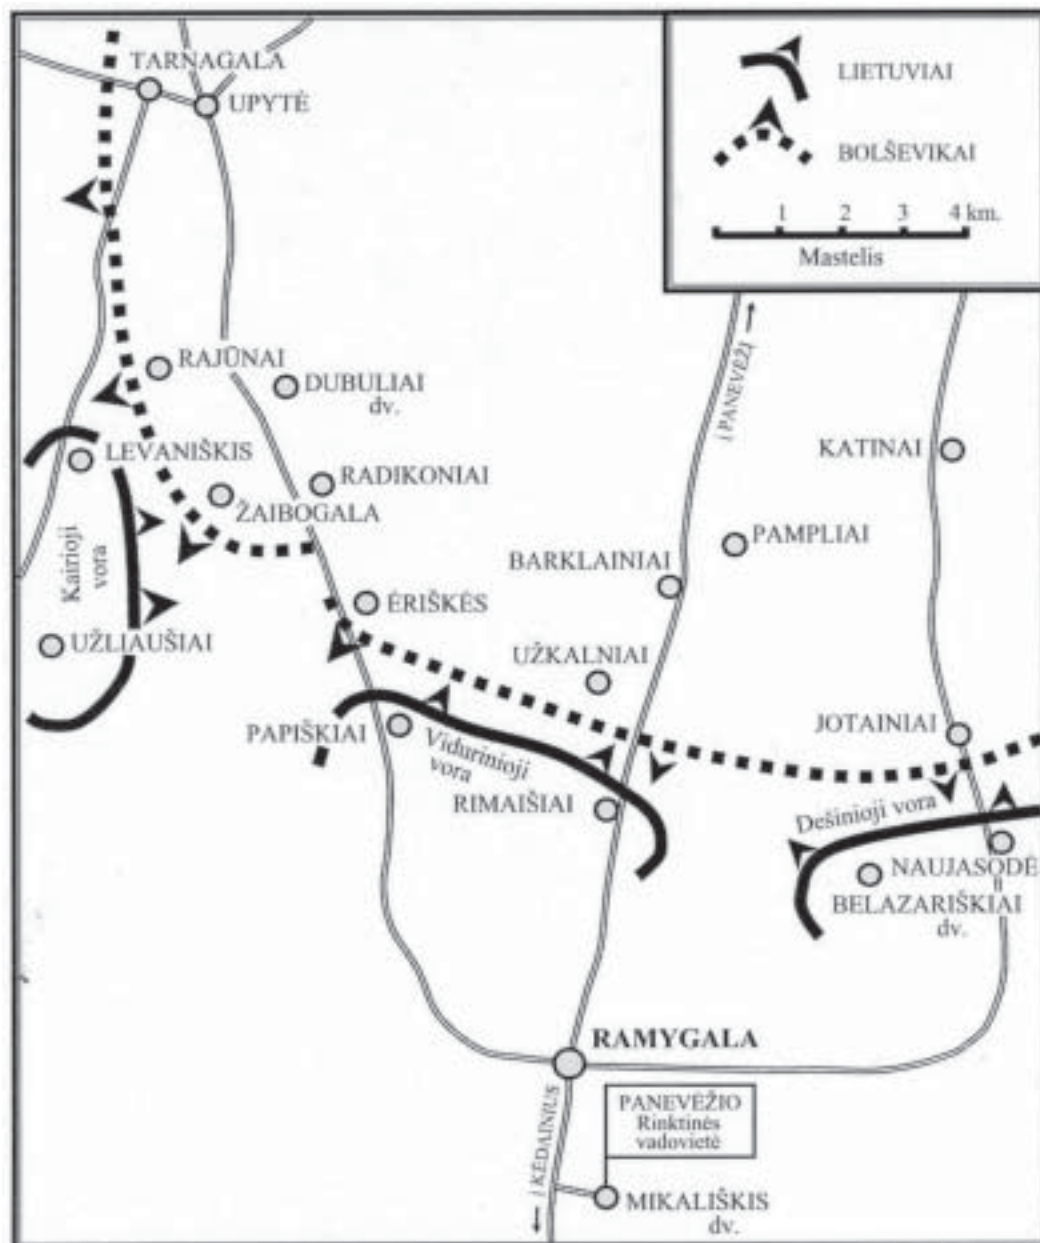 TARNAGALA
UPYTĖ
LIETUVIAI
BOLŠEVIKAI
1 2 3 4 km.
Mastelis
RAJŪNAI
DUBULIAI
dv.
Į PANEVĖŽĮ
LEVANIŠKIS
RADIKONIAI
ŽAIBOGALA
KATINAI
Kairioji
vora
PAMPLIAI
BARKLAINIAI
ĖRIŠKĖS
UŽLIAUŠIAI
UŽKALNIAI
PAPIŠKIAI
Vidurinioji
vora
JOTAINIAI
RIMAIŠIAI
Dešinioji vora
NAUJASODĖ
BELAZARIŠKIAI
dv.
RAMYGALA
PANEVĖŽIO
Rinktinės
vadovietė
Į KĖDAINIUS
MIKALIŠKIS
dv.